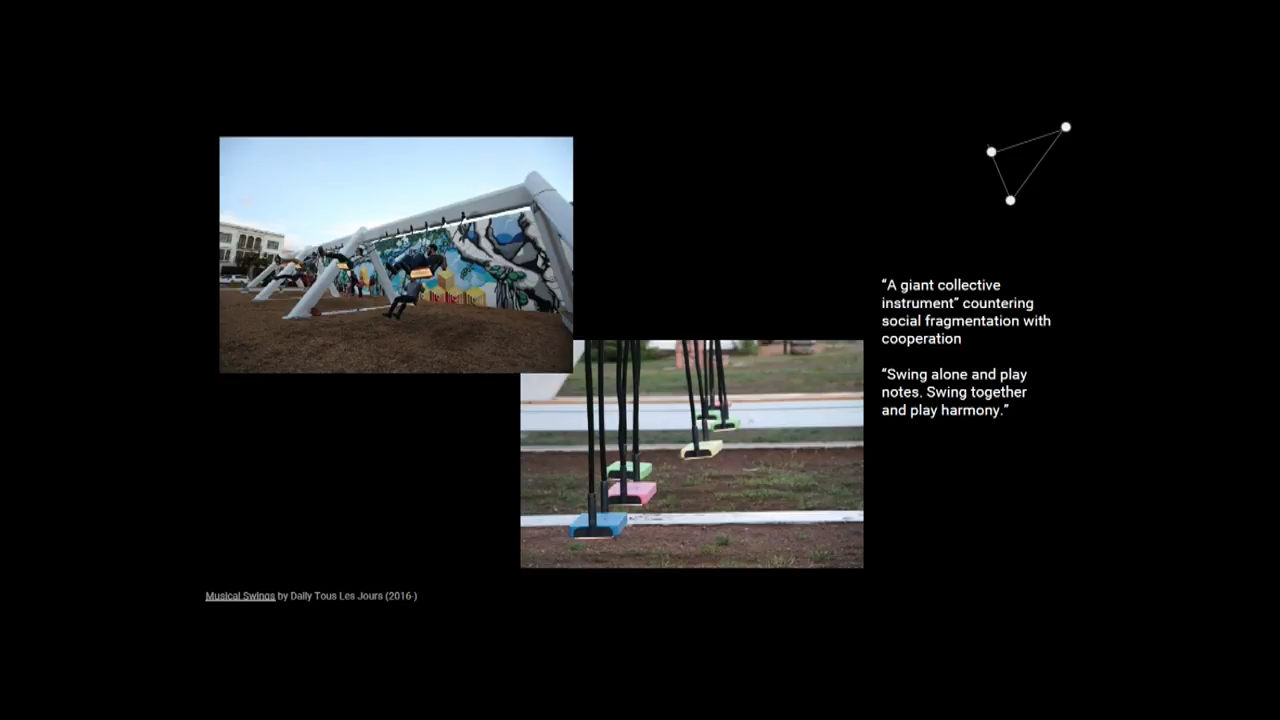 “A giant collective
instrument” countering
social fragmentation with
cooperation
“Swing alone and play
notes. Swing together
and play harmony.”
Musical Swings by Daily Tous Les Jours (2016-)